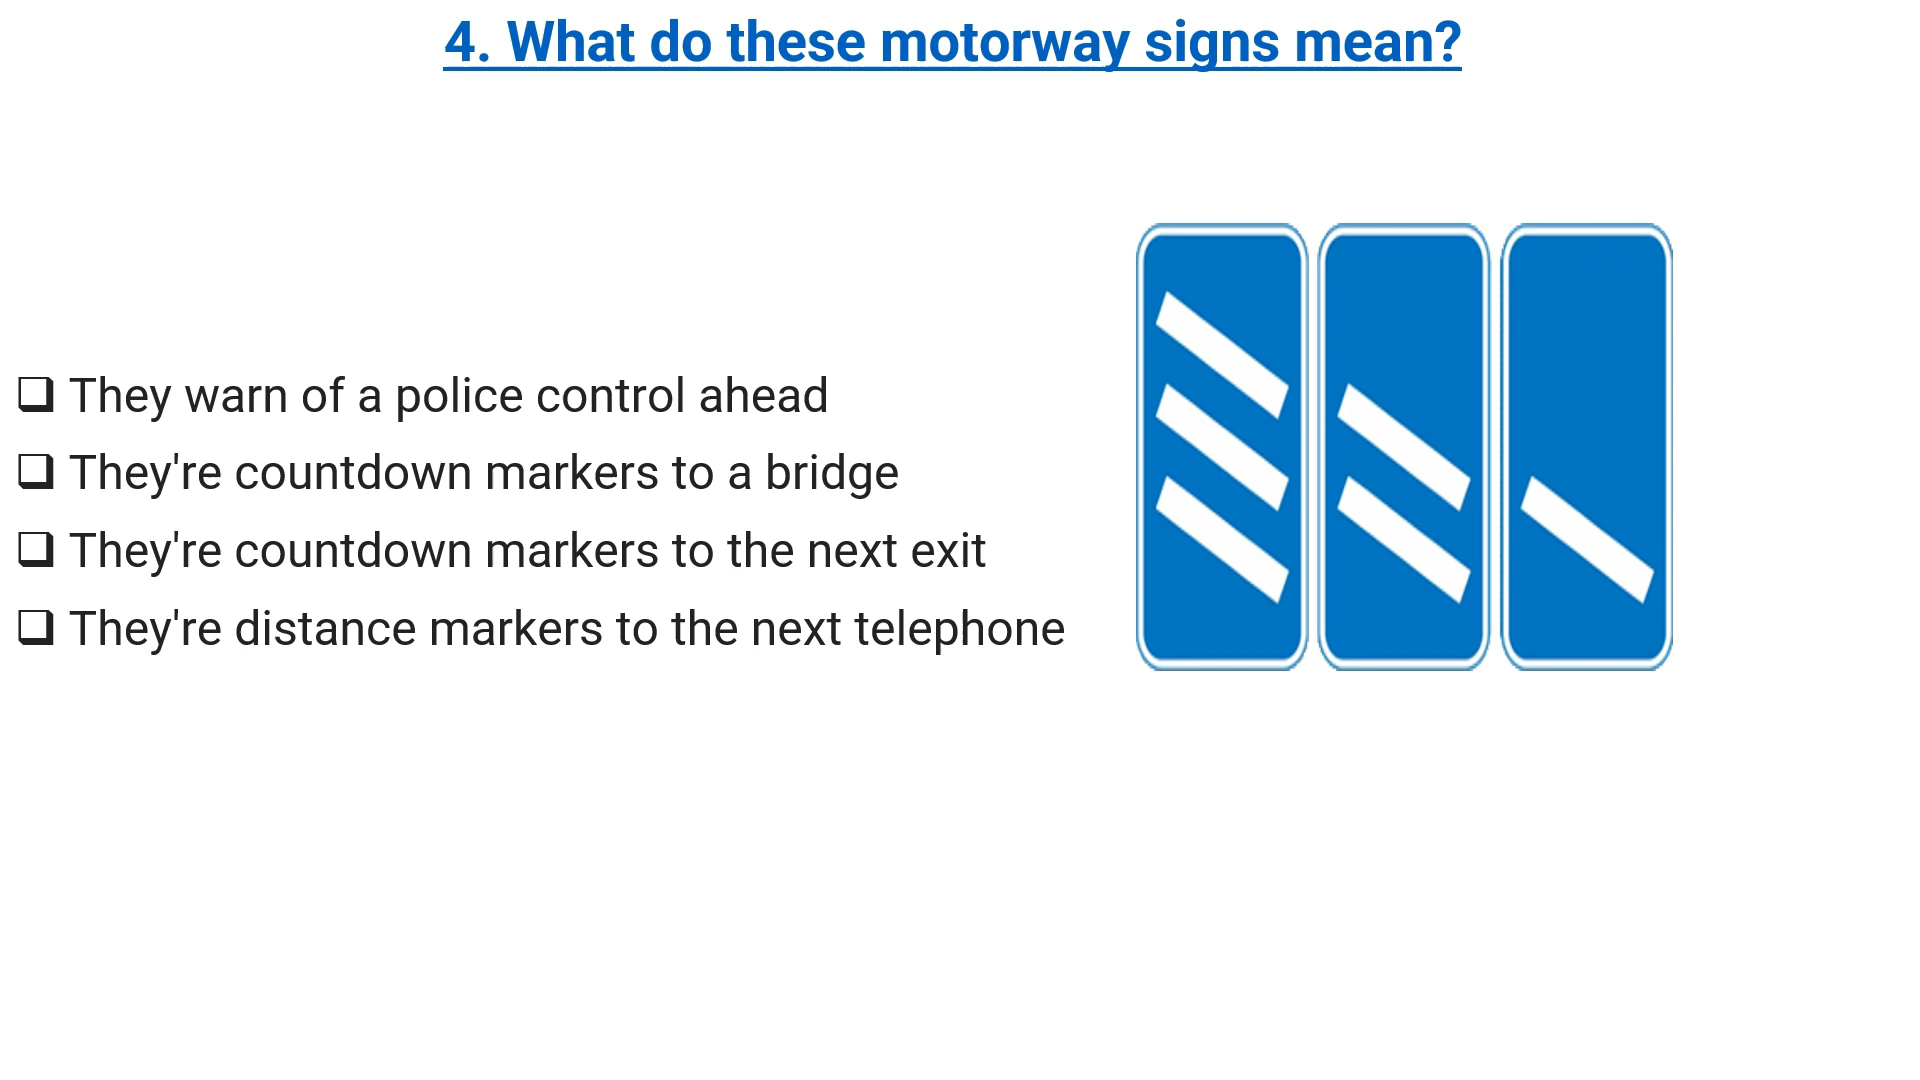 4. What do these motorway signs mean?
❑ They warn of a police control ahead
❑ They're countdown markers to a bridge
❑ They're countdown markers to the next exit
❑ They're distance markers to the next telephone